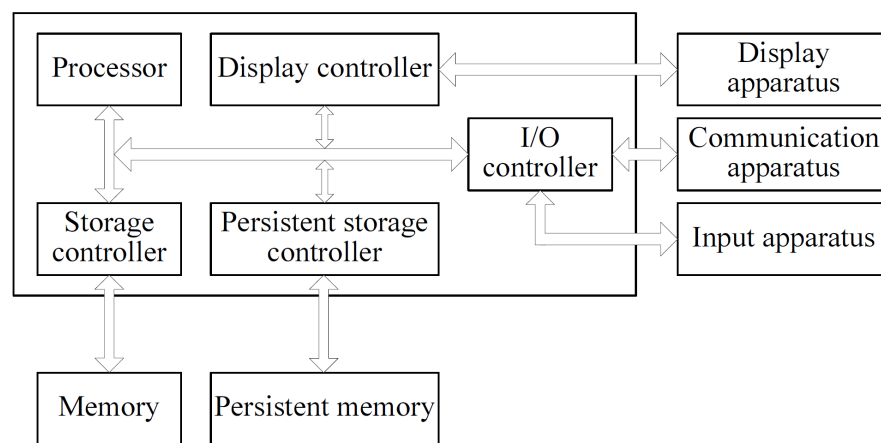 Processor
Display controller
Display
apparatus
I/O
controller
Communication
apparatus
Storage
controller
Persistent storage
controller
Input apparatus
Memory
Persistent memory